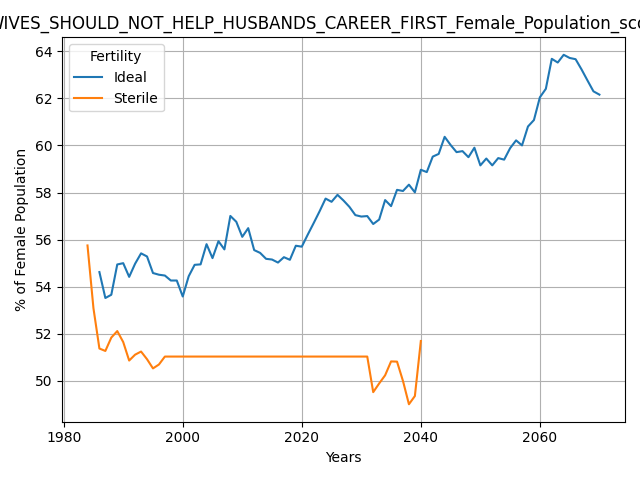 WIVES_SHOULD_NOT_HELP_HUSBANDS_CAREER_FIRST_Female_Population_sco
Fertility
Ideal
Sterile
64
62
60
58
56
54
52
50
% of Female Population
1980
2000
2020
2040
2060
Years